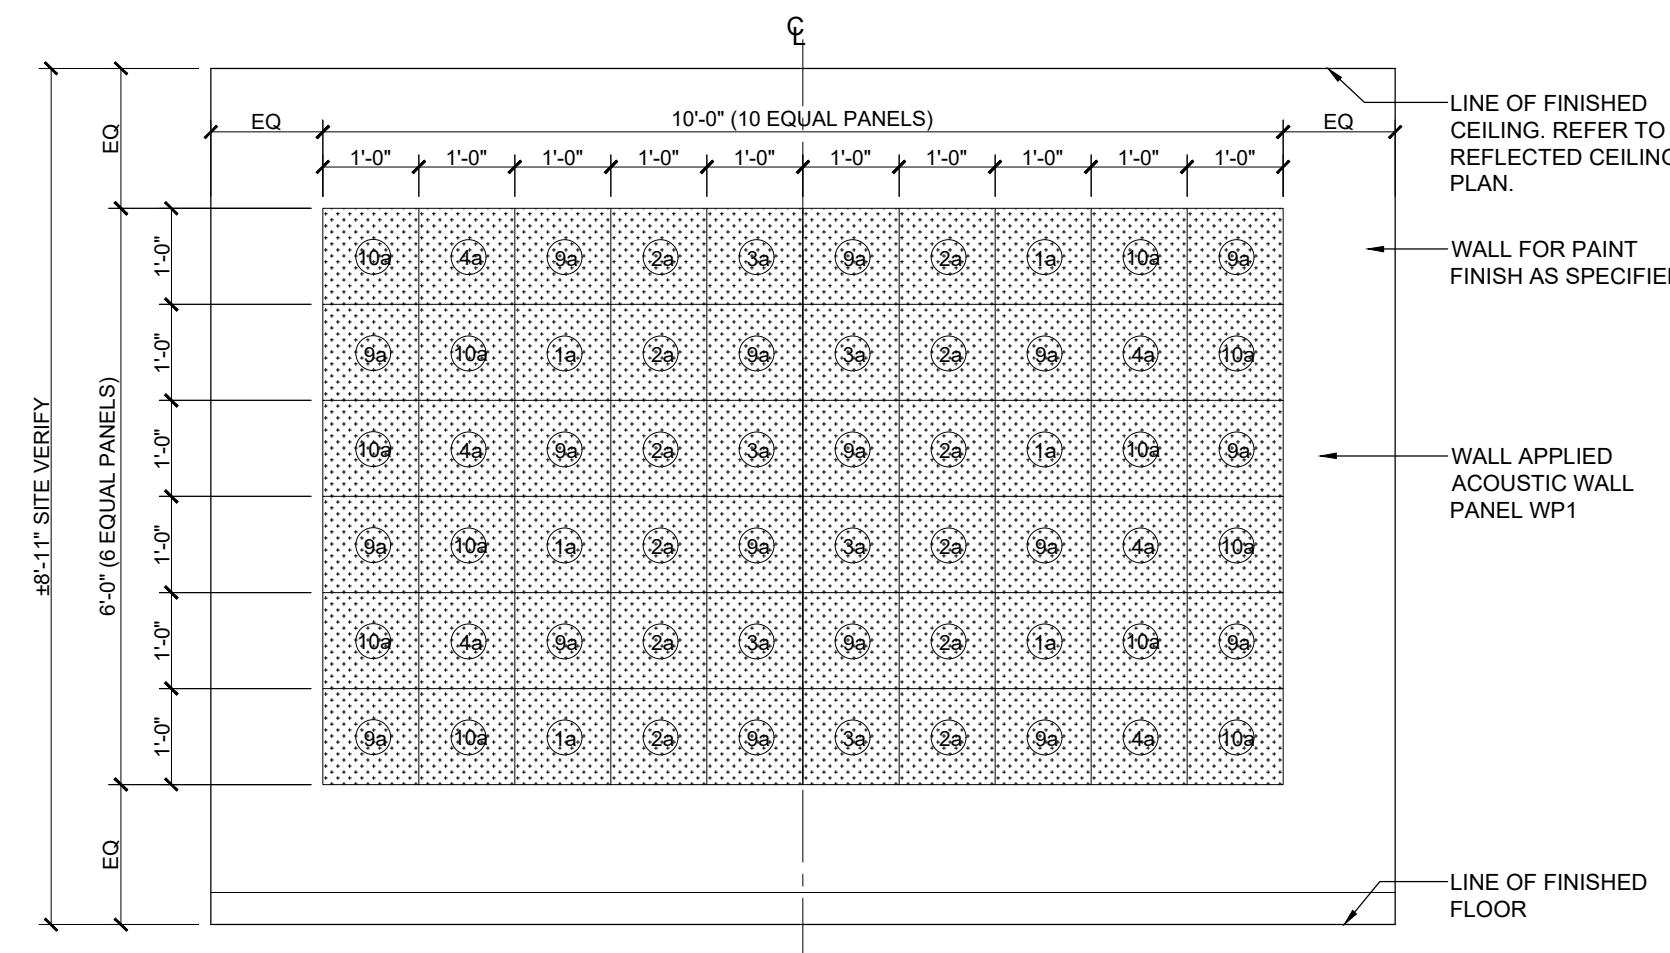 ℄
EQ
10'-0" (10 EQUAL PANELS)
EQ
1'-0" 1'-0" 1'-0" 1'-0" 1'-0" 1'-0" 1'-0" 1'-0" 1'-0" 1'-0"
EQ
±8'-11" SITE VERIFY
6'-0" (6 EQUAL PANELS)
EQ
1'-0"
1'-0"
1'-0"
1'-0"
1'-0"
1'-0"
10a 4a 9a 2a 3a 9a 2a 1a 10a 9a
9a 10a 1a 2a 9a 3a 2a 9a 4a 10a
10a 4a 9a 2a 3a 9a 2a 1a 10a 9a
9a 10a 1a 2a 9a 3a 2a 9a 4a 10a
10a 4a 9a 2a 3a 9a 2a 1a 10a 9a
9a 10a 1a 2a 9a 3a 2a 9a 4a 10a
LINE OF FINISHED
CEILING. REFER TO
REFLECTED CEILING
PLAN.
WALL FOR PAINT
FINISH AS SPECIFIE
WALL APPLIED
ACOUSTIC WALL
PANEL WP1
LINE OF FINISHED
FLOOR